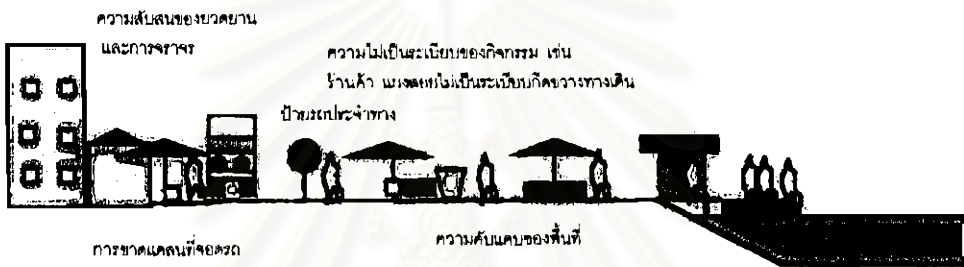 ความสับสนของยวดยาน
และการจราจร
ความไม่เป็นระเบียบของกิจกรรม เช่น
ร้านค้า แผงลอยไม่เป็นระเบียบกีดขวางทางเดิน
ป้ายรถประจำทาง
การขาดแคลนที่จอดรถ
ความคับแคบของพื้นที่